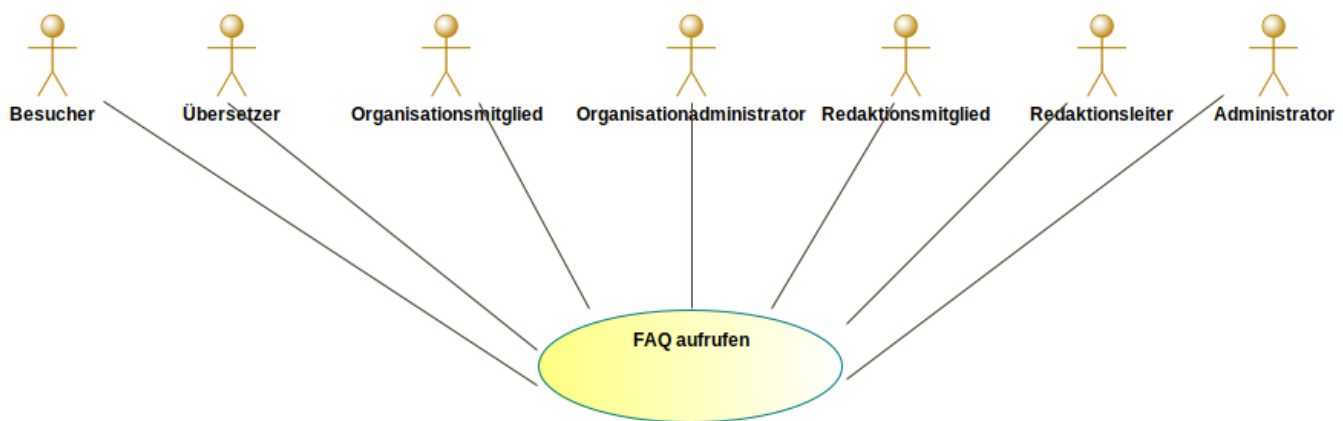 Besucher
Übersetzer
Organisationsmitglied
Organisationadministrator
Redaktionsmitglied
Redaktionsleiter
Administrator
FAQ aufrufen